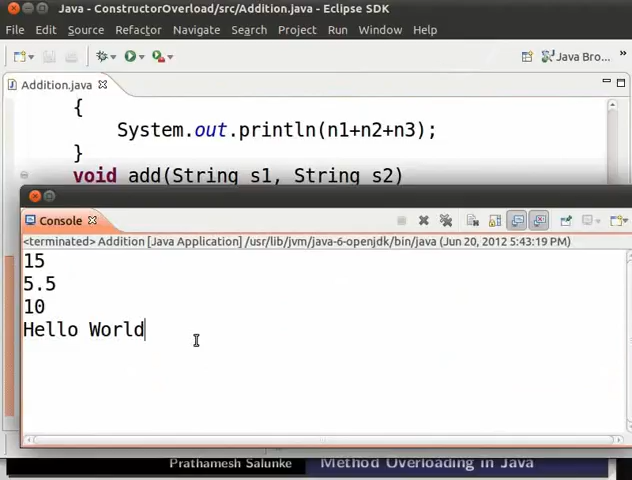 Java - ConstructorOverload/src/Addition.java - Eclipse SDK
File Edit Source Refactor Navigate Search Project Run Window Help
Java Bro... »
Addition.java
{
System.out.println(n1+n2+n3);
}
void add(String s1, String s2)
Console
<terminated> Addition [Java Application] /usr/lib/jvm/java-6-openjdk/bin/java (Jun 20, 2012 5:43:19 PM)
15
5.5
10
Hello World
Prathamesh Salunke Method Overloading in Java